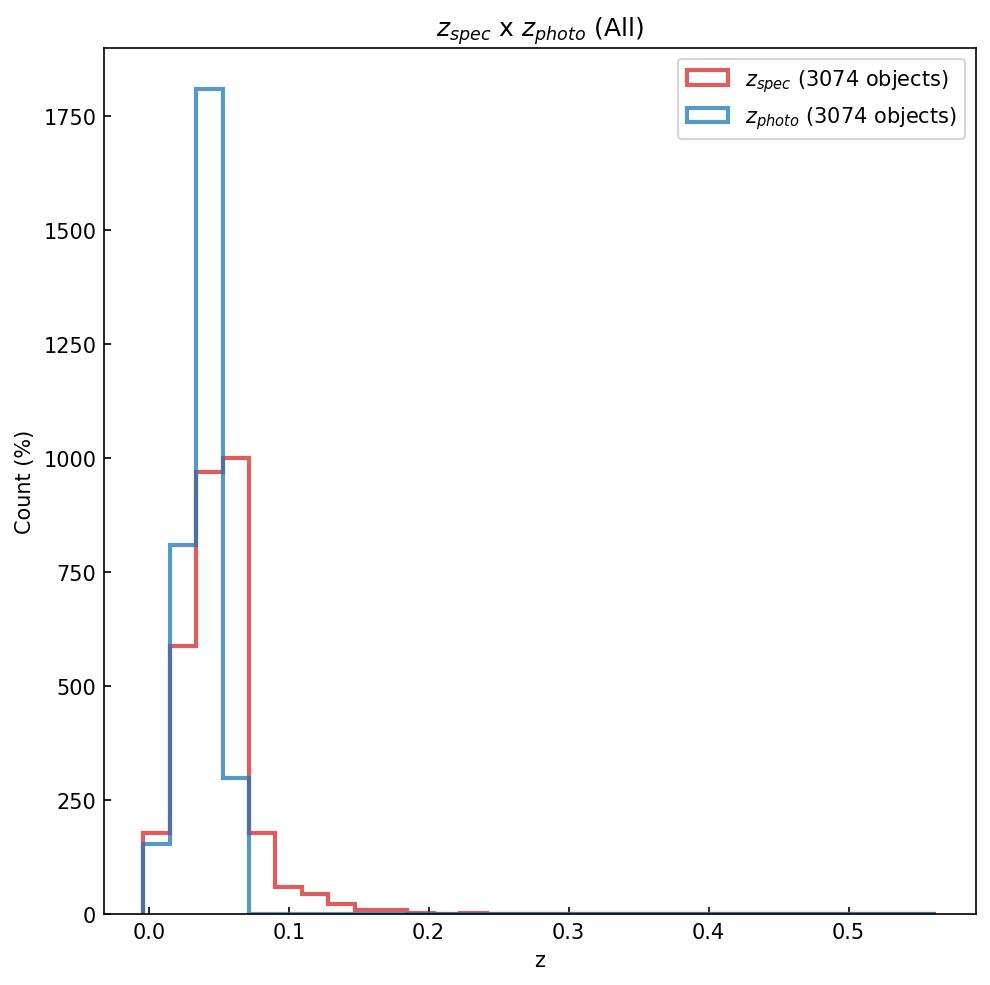 z_spec x z_photo (All)
z_spec (3074 objects)
z_photo (3074 objects)
1750
1500
1250
1000
750
500
250
0
Count (%)
0.0 0.1 0.2 0.3 0.4 0.5
z